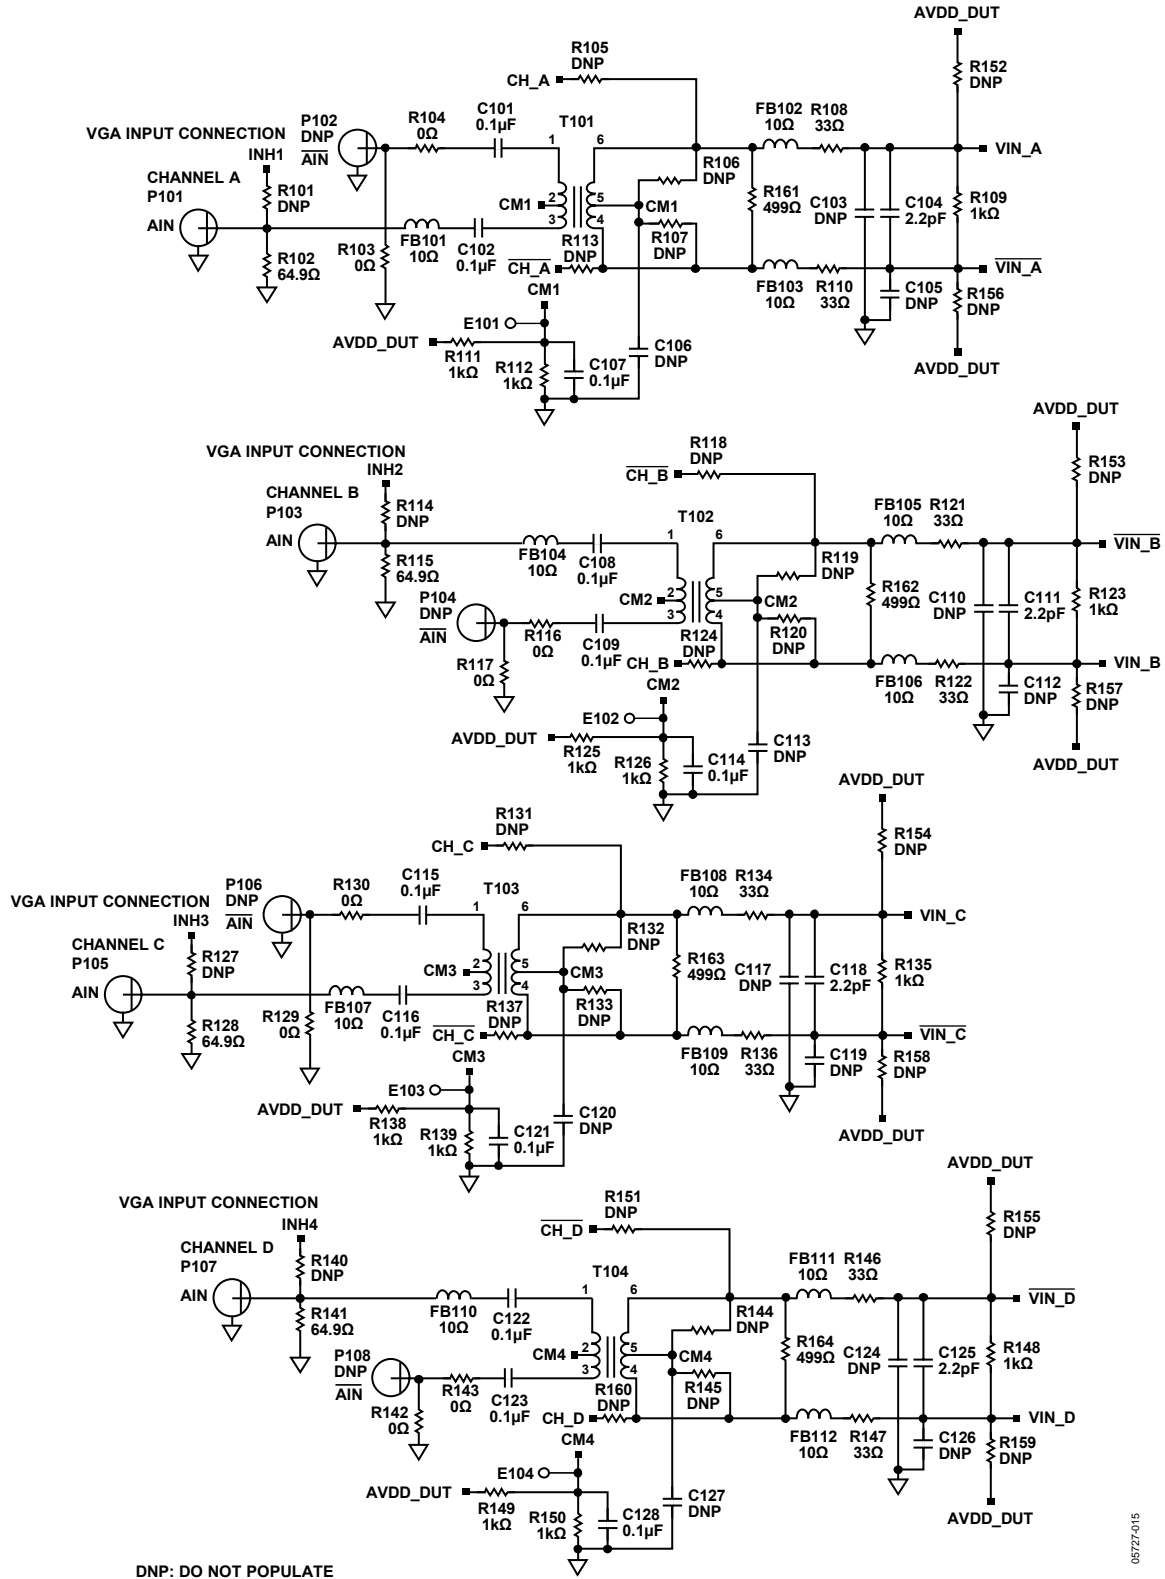 AVDD_DUT
R105
DNP
CH_A
R152
DNP
VGA INPUT CONNECTION
INH1
P102
DNP
A̅I̅N̅
R104
0Ω
C101
0.1µF
T101
1
2
3
6
5
4
FB102
10Ω
R108
33Ω
VIN_A
CHANNEL A
P101
AIN
R101
DNP
R102
64.9Ω
R103
0Ω
FB101
10Ω
C102
0.1µF
CM1
CM1
R106
DNP
R107
DNP
R113
DNP
C̅H̅_̅A̅
R161
499Ω
C103
DNP
C104
2.2pF
R109
1kΩ
FB103
10Ω
R110
33Ω
C105
DNP
V̅I̅N̅_̅A̅
R156
DNP
AVDD_DUT
CM1
E101
AVDD_DUT
R111
1kΩ
R112
1kΩ
C107
0.1µF
C106
DNP
AVDD_DUT
R118
DNP
C̅H̅_̅B̅
R153
DNP
VGA INPUT CONNECTION
INH2
CHANNEL B
P103
AIN
R114
DNP
R115
64.9Ω
FB104
10Ω
C108
0.1µF
T102
1
2
3
6
5
4
FB105
10Ω
R121
33Ω
V̅I̅N̅_̅B̅
P104
DNP
A̅I̅N̅
R116
0Ω
R117
0Ω
C109
0.1µF
CM2
CM2
R119
DNP
R120
DNP
R124
DNP
CH_B
R162
499Ω
C110
DNP
C111
2.2pF
R123
1kΩ
FB106
10Ω
R122
33Ω
C112
DNP
VIN_B
R157
DNP
AVDD_DUT
CM2
E102
AVDD_DUT
R125
1kΩ
R126
1kΩ
C114
0.1µF
C113
DNP
AVDD_DUT
R131
DNP
CH_C
R154
DNP
VGA INPUT CONNECTION
INH3
P106
DNP
A̅I̅N̅
R130
0Ω
C115
0.1µF
T103
1
2
3
6
5
4
FB108
10Ω
R134
33Ω
VIN_C
CHANNEL C
P105
AIN
R127
DNP
R128
64.9Ω
R129
0Ω
FB107
10Ω
C116
0.1µF
CM3
CM3
R132
DNP
R133
DNP
R137
DNP
C̅H̅_̅C̅
R163
499Ω
C117
DNP
C118
2.2pF
R135
1kΩ
FB109
10Ω
R136
33Ω
C119
DNP
V̅I̅N̅_̅C̅
R158
DNP
AVDD_DUT
CM3
E103
AVDD_DUT
R138
1kΩ
R139
1kΩ
C121
0.1µF
C120
DNP
AVDD_DUT
R151
DNP
C̅H̅_̅D̅
R155
DNP
VGA INPUT CONNECTION
INH4
CHANNEL D
P107
AIN
R140
DNP
R141
64.9Ω
FB110
10Ω
C122
0.1µF
T104
1
2
3
6
5
4
FB111
10Ω
R146
33Ω
V̅I̅N̅_̅D̅
P108
DNP
A̅I̅N̅
R143
0Ω
R142
0Ω
C123
0.1µF
CM4
CM4
R144
DNP
R145
DNP
R160
DNP
CH_D
R164
499Ω
C124
DNP
C125
2.2pF
R148
1kΩ
FB112
10Ω
R147
33Ω
C126
DNP
VIN_D
R159
DNP
AVDD_DUT
CM4
E104
AVDD_DUT
R149
1kΩ
R150
1kΩ
C128
0.1µF
C127
DNP
DNP: DO NOT POPULATE
05727-015